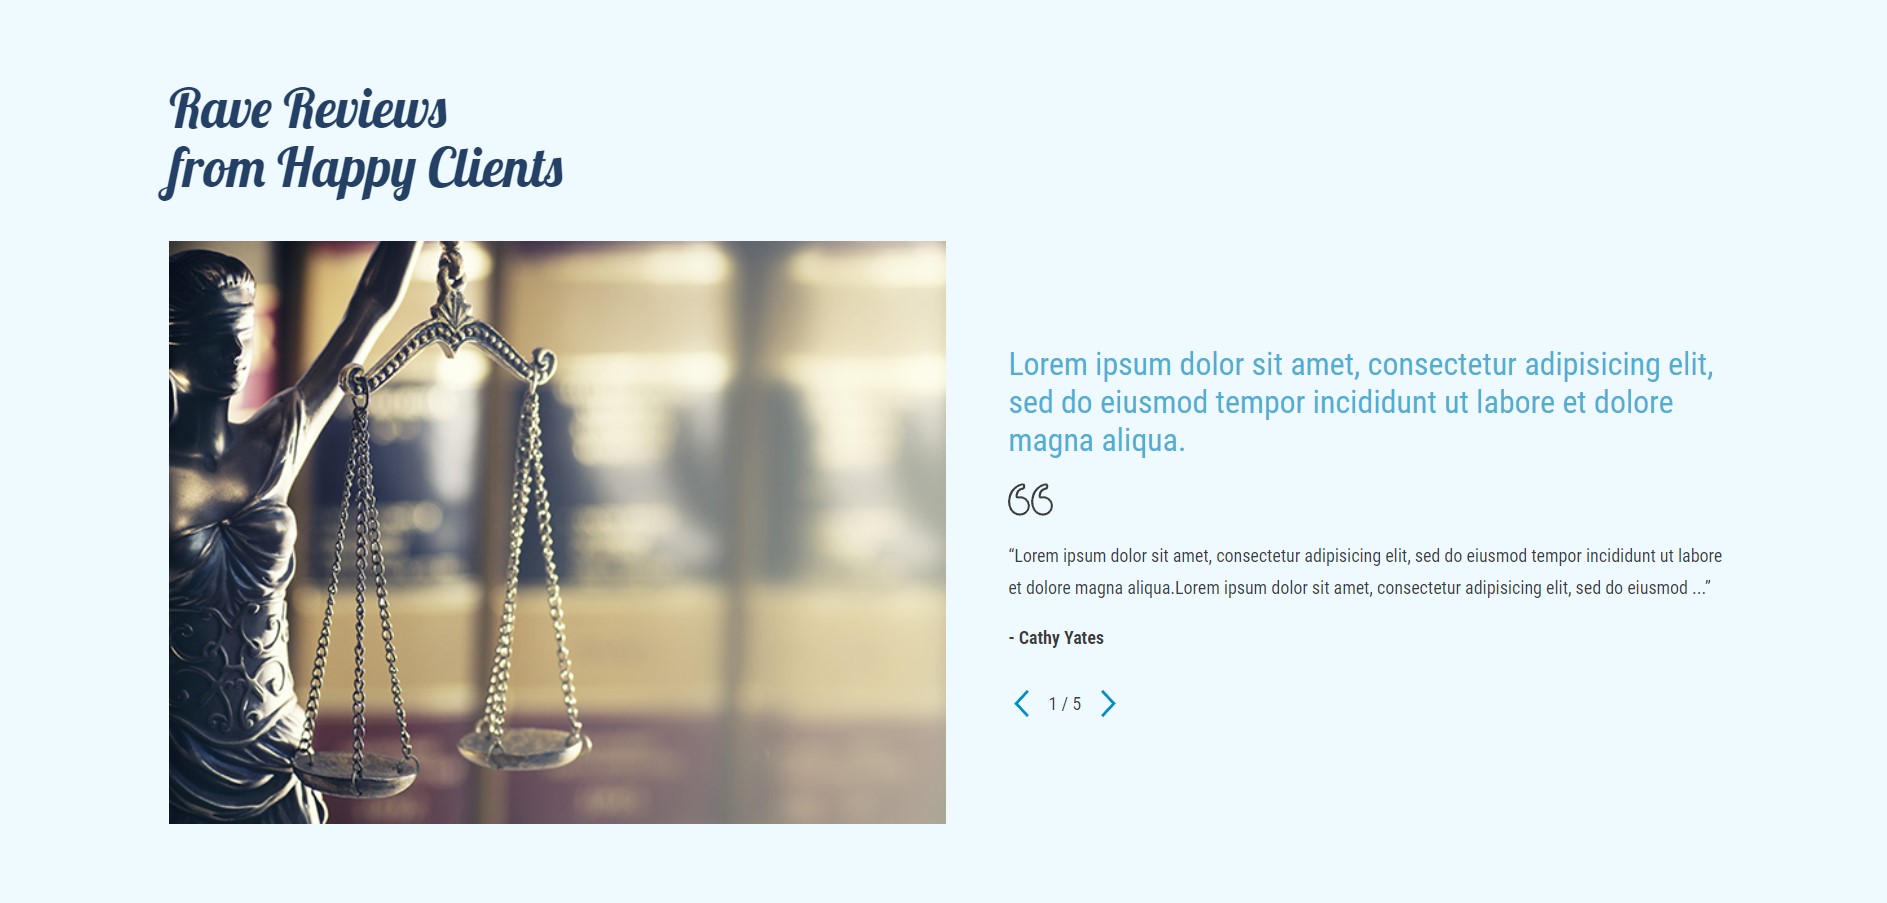 Rave Reviews
from Happy Clients
Lorem ipsum dolor sit amet, consectetur adipisicing elit,
sed do eiusmod tempor incididunt ut labore et dolore
magna aliqua.
“Lorem ipsum dolor sit amet, consectetur adipisicing elit, sed do eiusmod tempor incididunt ut labore
et dolore magna aliqua.Lorem ipsum dolor sit amet, consectetur adipisicing elit, sed do eiusmod ...”
- Cathy Yates
1 / 5